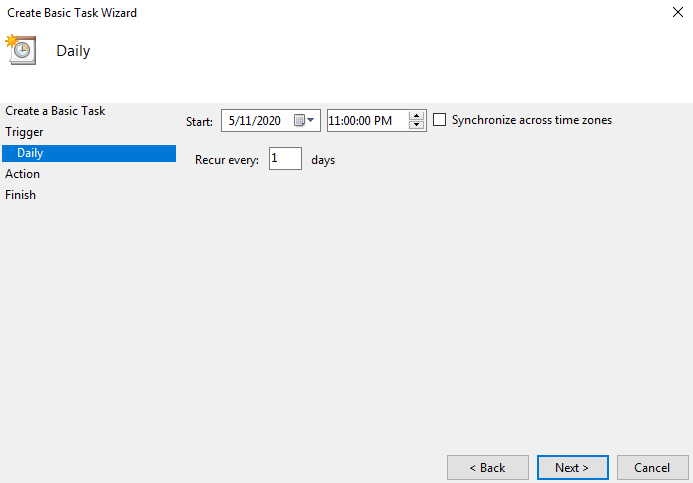 Create Basic Task Wizard
Daily
Create a Basic Task
Trigger
Daily
Action
Finish
Start: 5/11/2020 11:00:00 PM Synchronize across time zones
Recur every: 1 days
< Back Next > Cancel